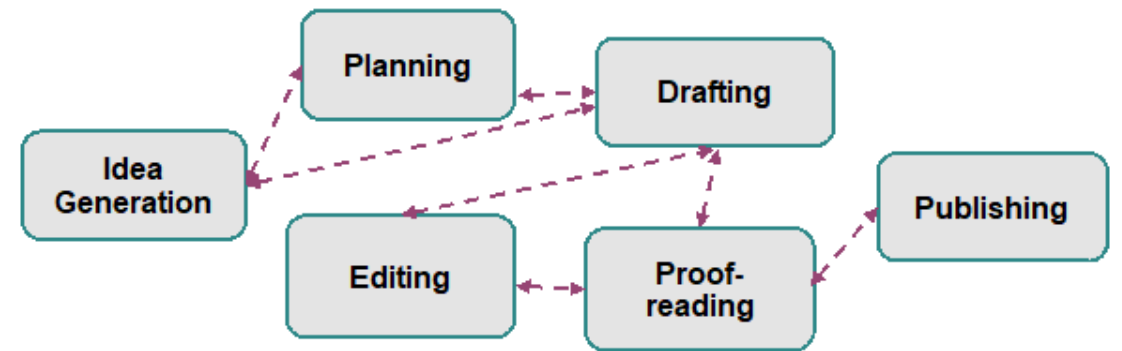 Planning
Drafting
Idea
Generation
Publishing
Editing
Proof-
reading